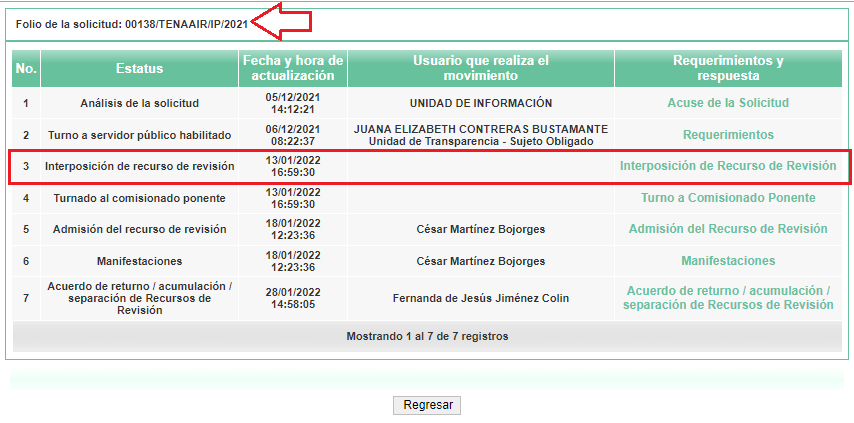 Folio de la solicitud: 00138/TENAAIR/IP/2021
No. Estatus Fecha y hora de actualización Usuario que realiza el movimiento Requerimientos y respuesta
1 Análisis de la solicitud 05/12/2021 14:12:21 UNIDAD DE INFORMACIÓN Acuse de la Solicitud
2 Turno a servidor público habilitado 06/12/2021 08:22:37 JUANA ELIZABETH CONTRERAS BUSTAMANTE Unidad de Transparencia - Sujeto Obligado Requerimientos
3 Interposición de recurso de revisión 13/01/2022 16:59:30 Interposición de Recurso de Revisión
4 Turnado al comisionado ponente 13/01/2022 16:59:30 Turno a Comisionado Ponente
5 Admisión del recurso de revisión 18/01/2022 12:23:36 César Martínez Bojorges Admisión del Recurso de Revisión
6 Manifestaciones 18/01/2022 12:23:36 César Martínez Bojorges Manifestaciones
7 Acuerdo de returno / acumulación / separación de Recursos de Revisión 28/01/2022 14:58:05 Fernanda de Jesús Jiménez Colin Acuerdo de returno / acumulación / separación de Recursos de Revisión
Mostrando 1 al 7 de 7 registros
Regresar